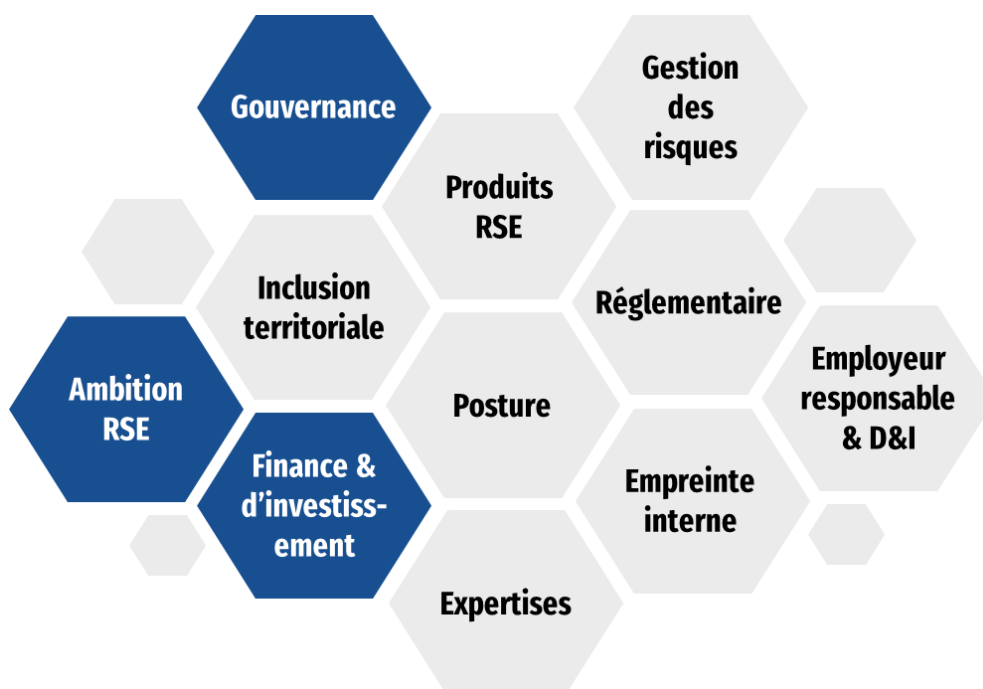 Gouvernance
Gestion
des
risques
Produits
RSE
Inclusion
territoriale
Réglementaire
Ambition
RSE
Posture
Employeur
responsable
& D&I
Finance &
d’investiss-
ement
Empreinte
interne
Expertises